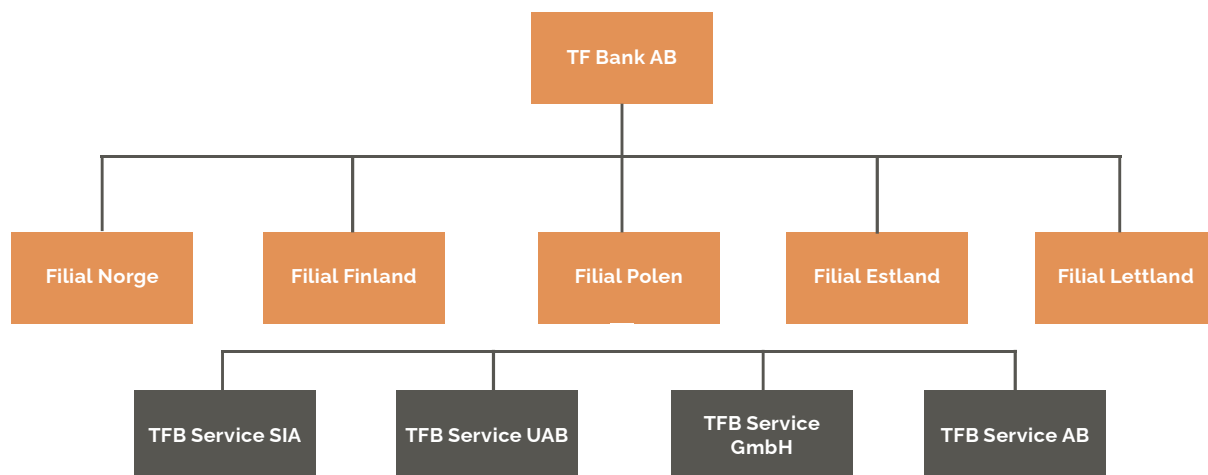 TF Bank AB
Filial Norge
Filial Finland
Filial Polen
Filial Estland
Filial Lettland
TFB Service SIA
TFB Service UAB
TFB Service
GmbH
TFB Service AB